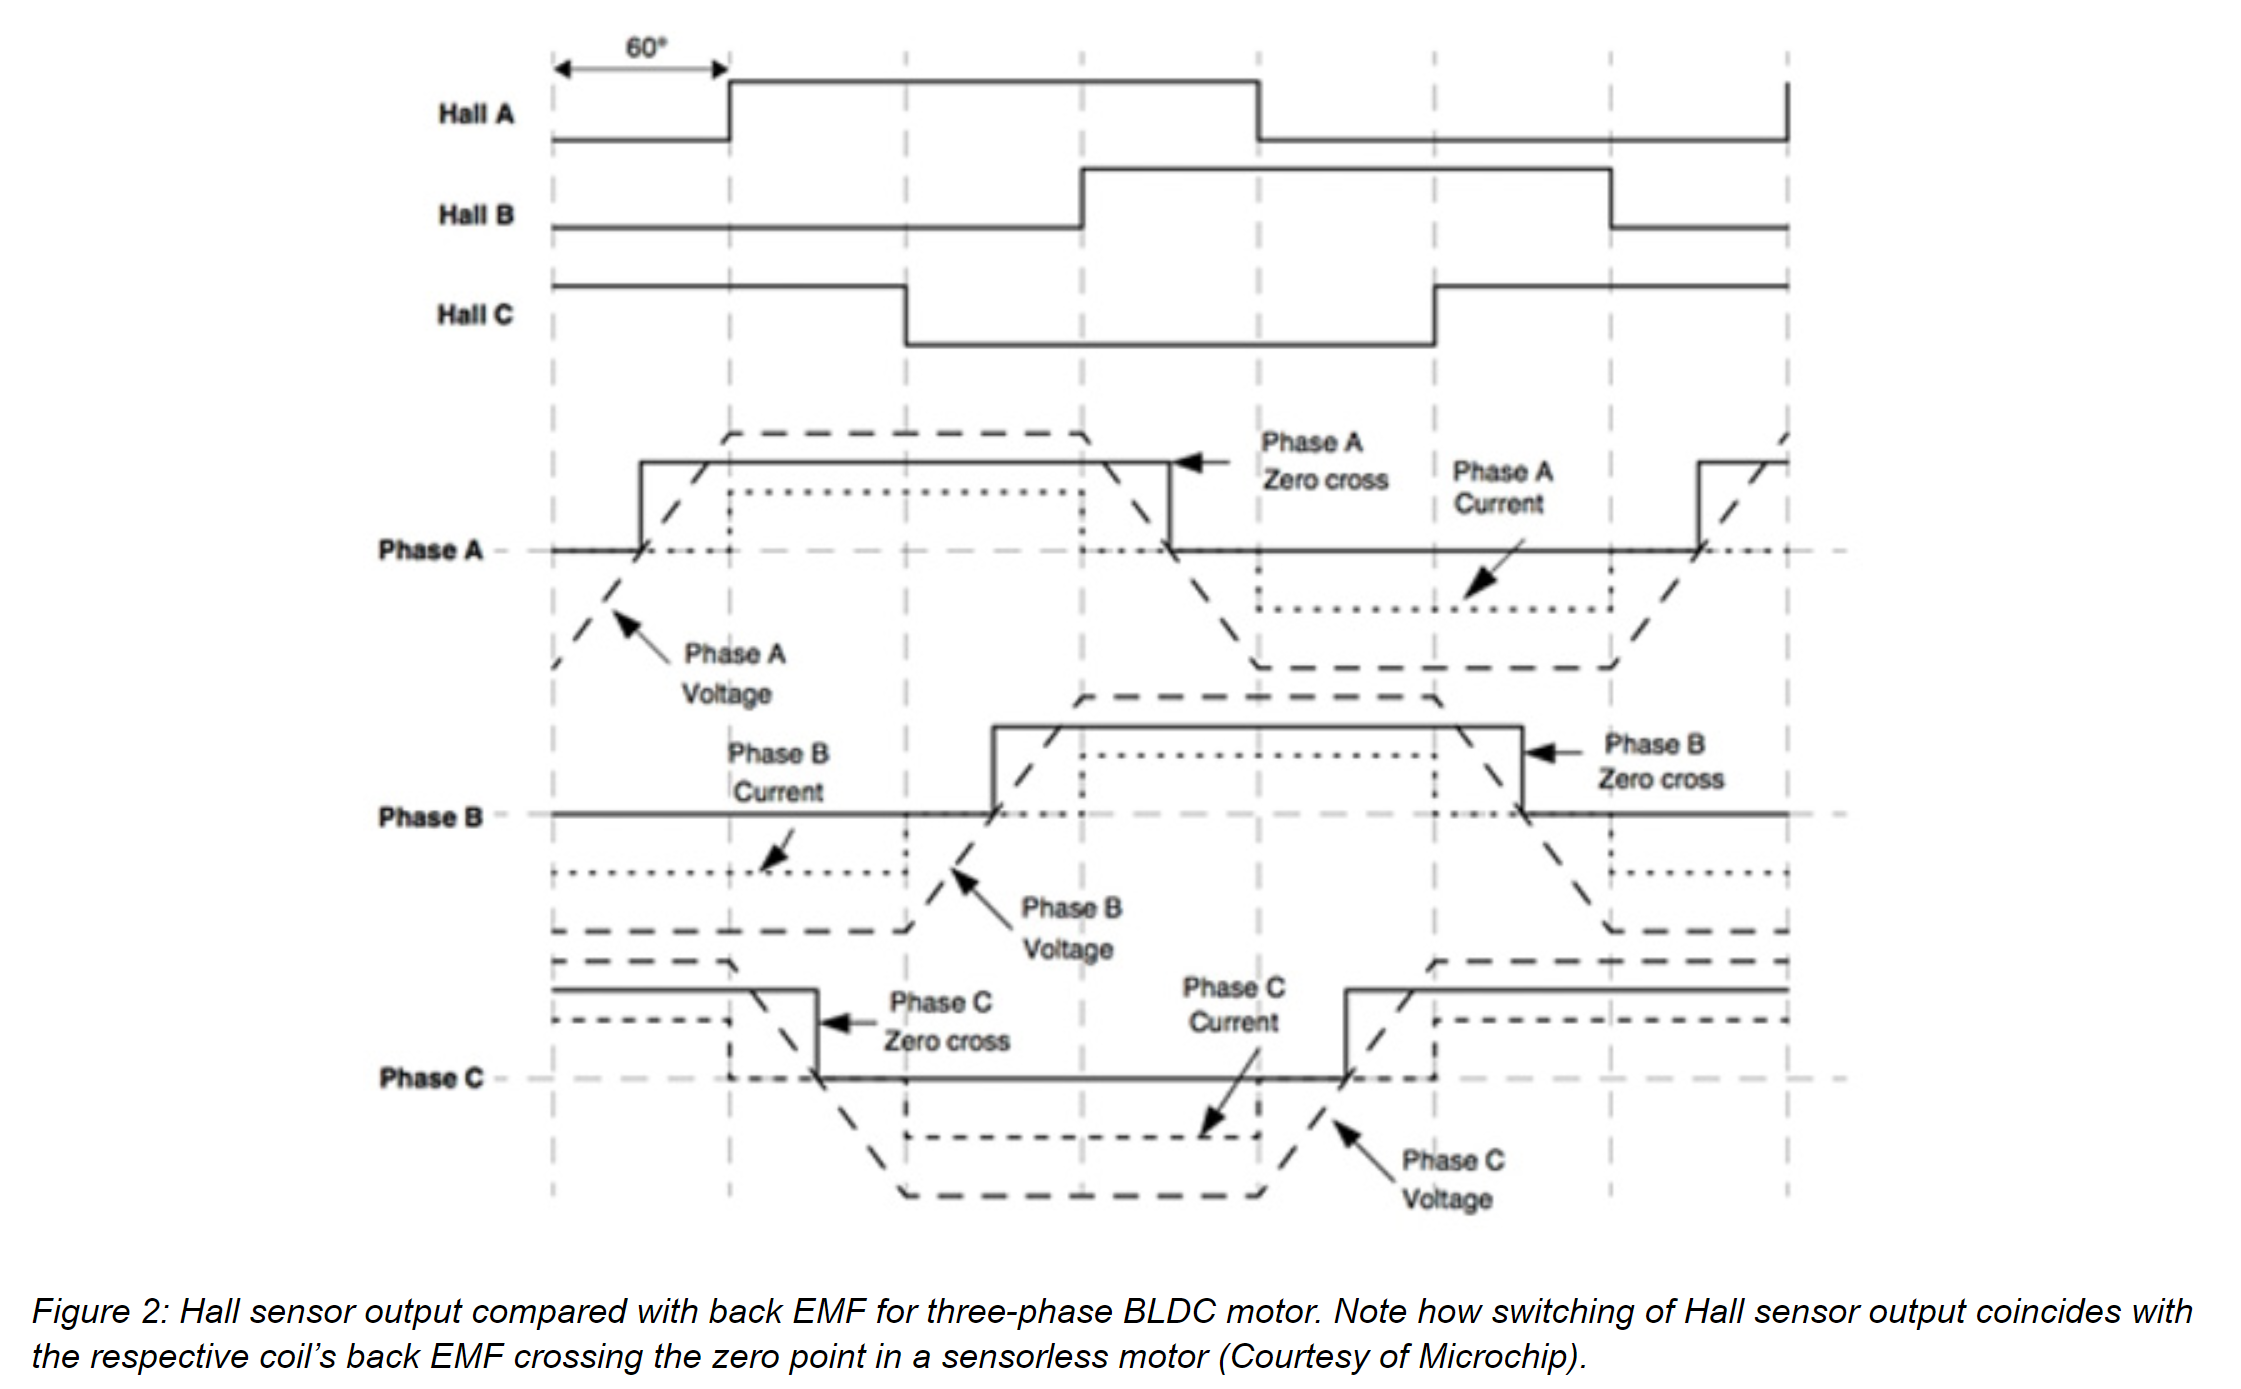 60°
Hall A
Hall B
Hall C
Phase A
Zero cross
Phase A
Current
Phase A
Phase A
Voltage
Phase B
Current
Phase B
Zero cross
Phase B
Phase B
Voltage
Phase C
Zero cross
Phase C
Current
Phase C
Phase C
Voltage
Figure 2: Hall sensor output compared with back EMF for three-phase BLDC motor. Note how switching of Hall sensor output coincides with
the respective coil’s back EMF crossing the zero point in a sensorless motor (Courtesy of Microchip).